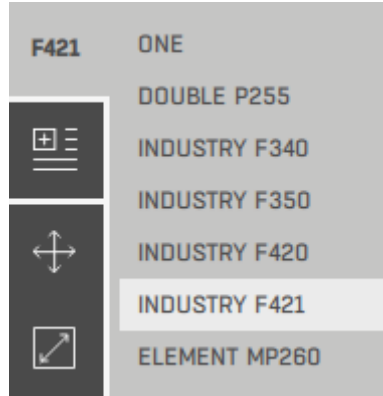 F421
ONE
DOUBLE P255
INDUSTRY F340
INDUSTRY F350
INDUSTRY F420
INDUSTRY F421
ELEMENT MP260